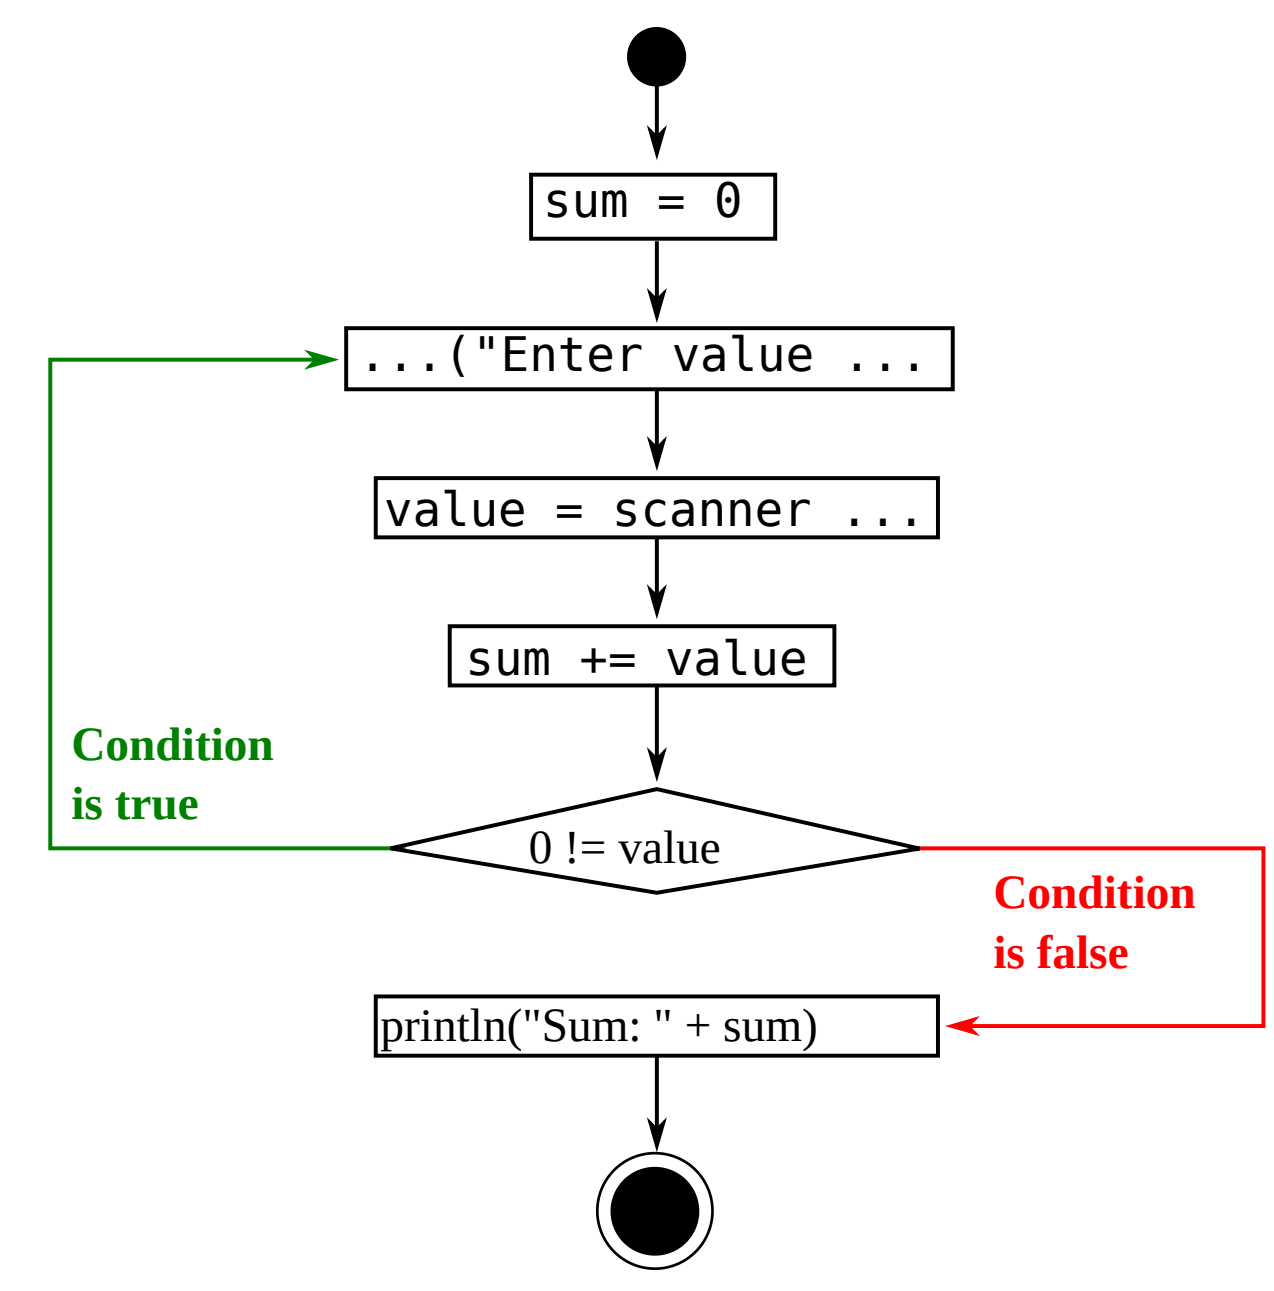 sum = 0
...("Enter value ...
value = scanner ...
sum += value
Condition
is true
0 != value
Condition
is false
println("Sum: " + sum)